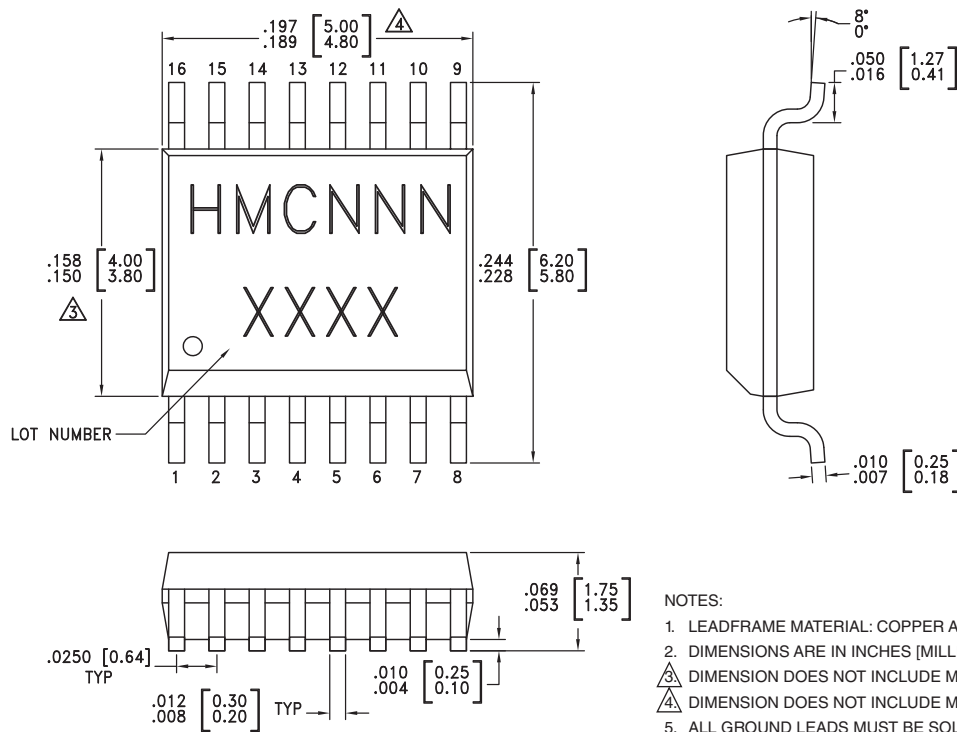 .197 [5.00]
.189 [4.80]
4
16 15 14 13 12 11 10 9
HMCNNN
XXXX
.158 [4.00]
.150 [3.80]
3
.244 [6.20]
.228 [5.80]
LOT NUMBER
1 2 3 4 5 6 7 8
8°
0°
.050 [1.27]
.016 [0.41]
.010 [0.25]
.007 [0.18]
.069 [1.75]
.053 [1.35]
.0250 [0.64]
TYP
.012 [0.30]
.008 [0.20]
TYP
.010 [0.25]
.004 [0.10]
NOTES:
1. LEADFRAME MATERIAL: COPPER A
2. DIMENSIONS ARE IN INCHES [MILL
3. DIMENSION DOES NOT INCLUDE M
4. DIMENSION DOES NOT INCLUDE M
5. ALL GROUND LEADS MUST BE SOL